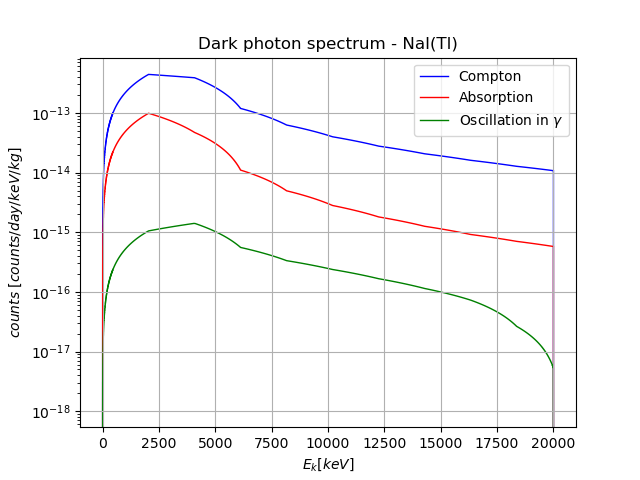 Dark photon spectrum - NaI(Tl)
Compton
Absorption
Oscillation in γ
counts [counts/day/keV/kg]
10⁻¹³
10⁻¹⁴
10⁻¹⁵
10⁻¹⁶
10⁻¹⁷
10⁻¹⁸
0 2500 5000 7500 10000 12500 15000 17500 20000
Eₖ[keV]